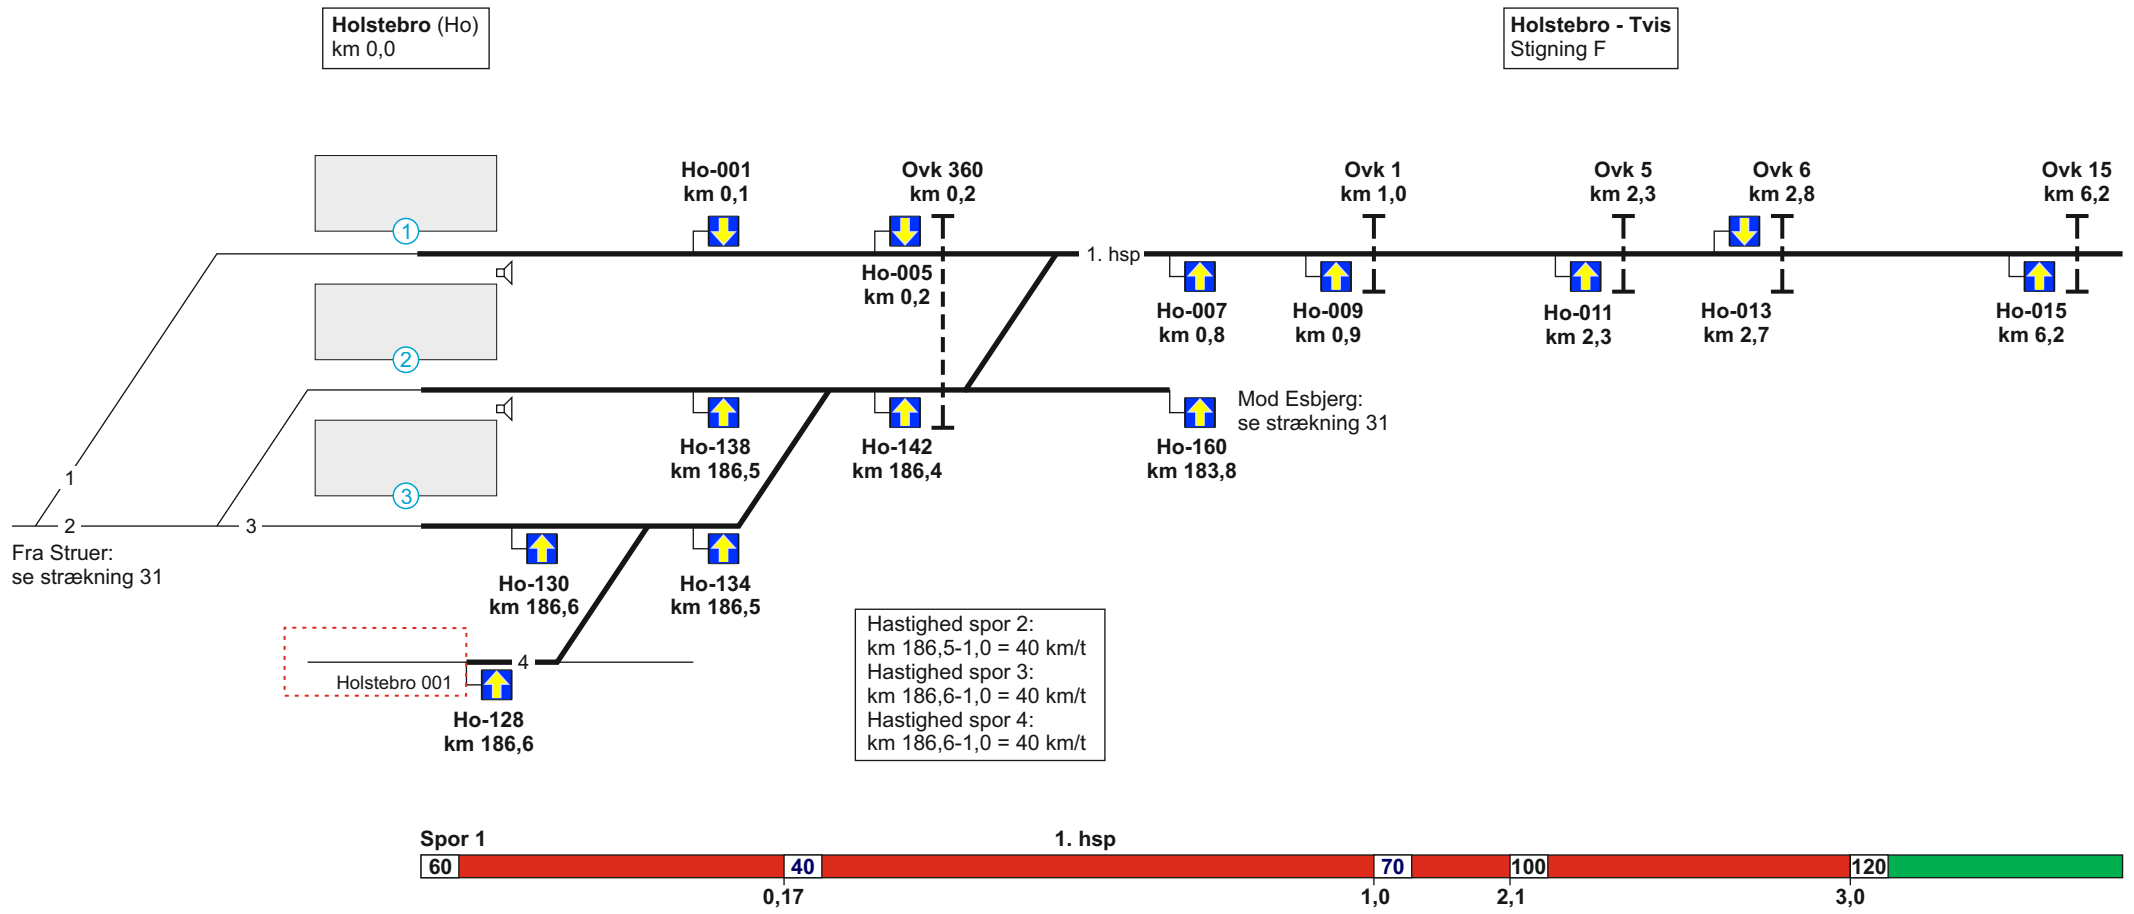 Holstebro (Ho)
km 0,0
Holstebro - Tvis
Stigning F
Ho-001
km 0,1
Ovk 360
km 0,2
Ovk 1
km 1,0
Ovk 5
km 2,3
Ovk 6
km 2,8
Ovk 15
km 6,2
1
1. hsp
Ho-005
km 0,2
Ho-007
km 0,8
Ho-009
km 0,9
Ho-011
km 2,3
Ho-013
km 2,7
Ho-015
km 6,2
2
Mod Esbjerg:
se strækning 31
Ho-138
km 186,5
Ho-142
km 186,4
Ho-160
km 183,8
1
3
2
3
Fra Struer:
se strækning 31
Ho-130
km 186,6
Ho-134
km 186,5
4
Holstebro 001
Ho-128
km 186,6
Hastighed spor 2:
km 186,5-1,0 = 40 km/t
Hastighed spor 3:
km 186,6-1,0 = 40 km/t
Hastighed spor 4:
km 186,6-1,0 = 40 km/t
Spor 1
1. hsp
60
40
70
100
120
0,17
1,0
2,1
3,0